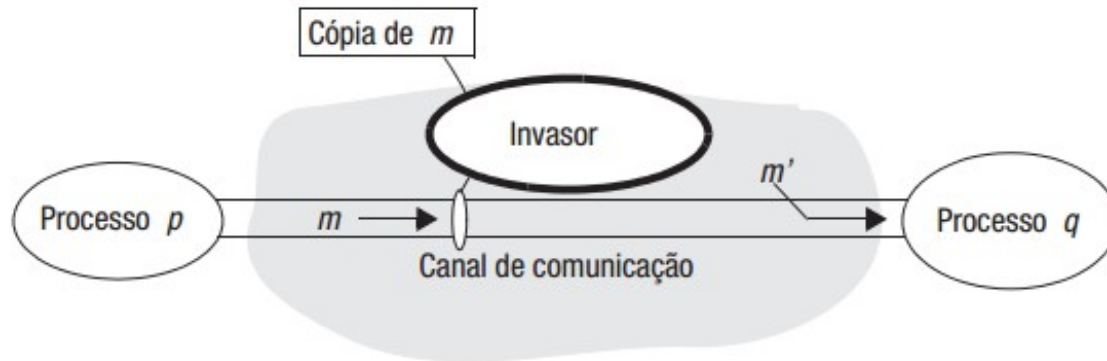 Cópia de m
Invasor
m'
Processo p
m
Processo q
Canal de comunicação